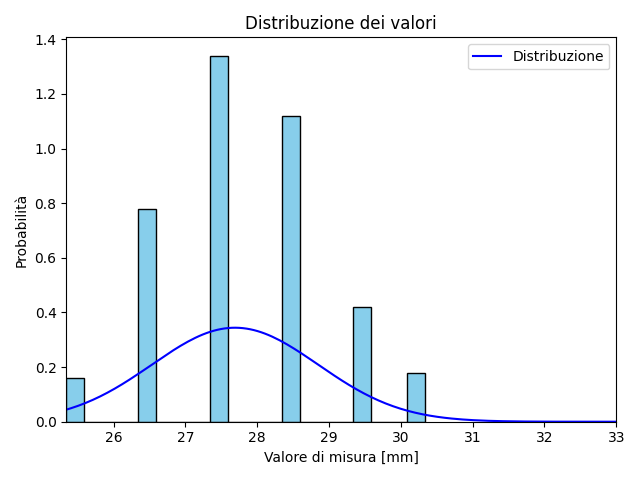 Distribuzione dei valori
Distribuzione
Probabilità
1.4
1.2
1.0
0.8
0.6
0.4
0.2
0.0
26 27 28 29 30 31 32 33
Valore di misura [mm]